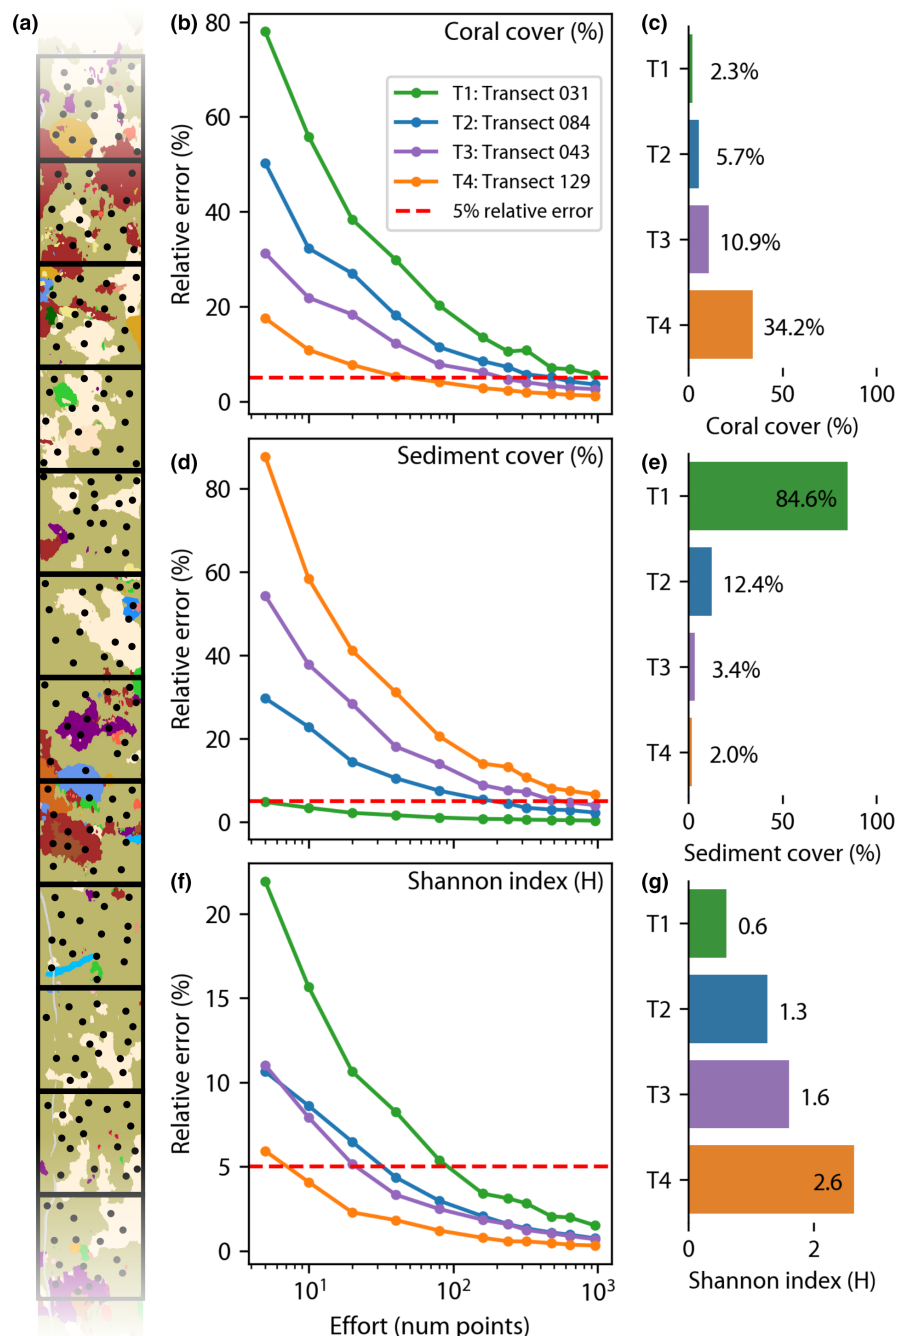 (a)
(b)
Coral cover (%)
Relative error (%)
80
60
40
20
0
T1: Transect 031
T2: Transect 084
T3: Transect 043
T4: Transect 129
5% relative error
(c)
T1
T2
T3
T4
2.3%
5.7%
10.9%
34.2%
0
50
100
Coral cover (%)
(d)
Sediment cover (%)
Relative error (%)
80
60
40
20
0
(e)
T1
T2
T3
T4
84.6%
12.4%
3.4%
2.0%
0
50
100
Sediment cover (%)
(f)
Shannon index (H)
Relative error (%)
20
15
10
5
0
10¹
10²
10³
Effort (num points)
(g)
T1
T2
T3
T4
0.6
1.3
1.6
2.6
0
2
Shannon index (H)